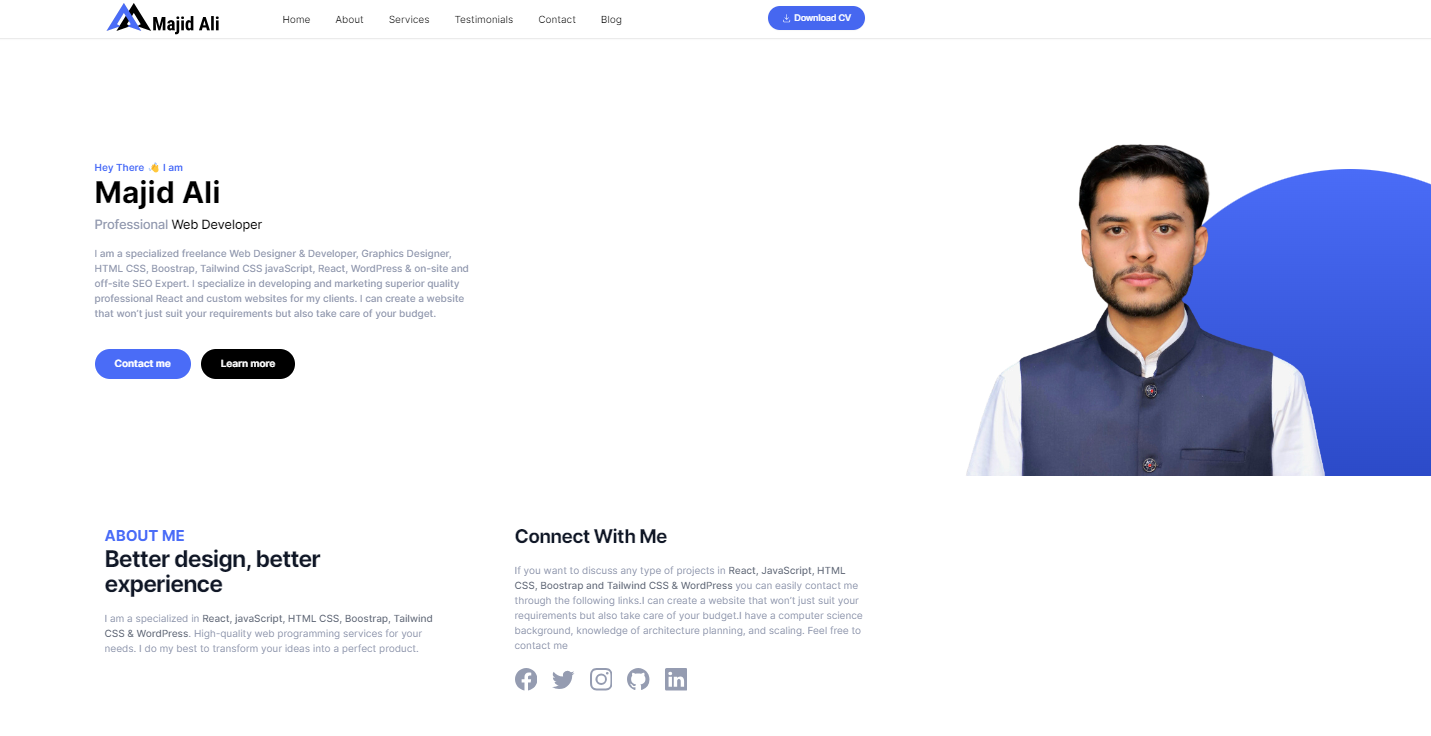 Majid Ali
Home About Services Testimonials Contact Blog
Download CV
Hey There 👋 I am
Majid Ali
Professional Web Developer
I am a specialized freelance Web Designer & Developer, Graphics Designer,
HTML CSS, Boostrap, Tailwind CSS javaScript, React, WordPress & on-site and
off-site SEO Expert. I specialize in developing and marketing superior quality
professional React and custom websites for my clients. I can create a website
that won't just suit your requirements but also take care of your budget.
Contact me Learn more
ABOUT ME
Better design, better
experience
I am a specialized in React, javaScript, HTML CSS, Boostrap, Tailwind
CSS & WordPress. High-quality web programming services for your
needs. I do my best to transform your ideas into a perfect product.
Connect With Me
If you want to discuss any type of projects in React, JavaScript, HTML
CSS, Boostrap and Tailwind CSS & WordPress you can easily contact me
through the following links.I can create a website that won't just suit your
requirements but also take care of your budget.I have a computer science
background, knowledge of architecture planning, and scaling. Feel free to
contact me